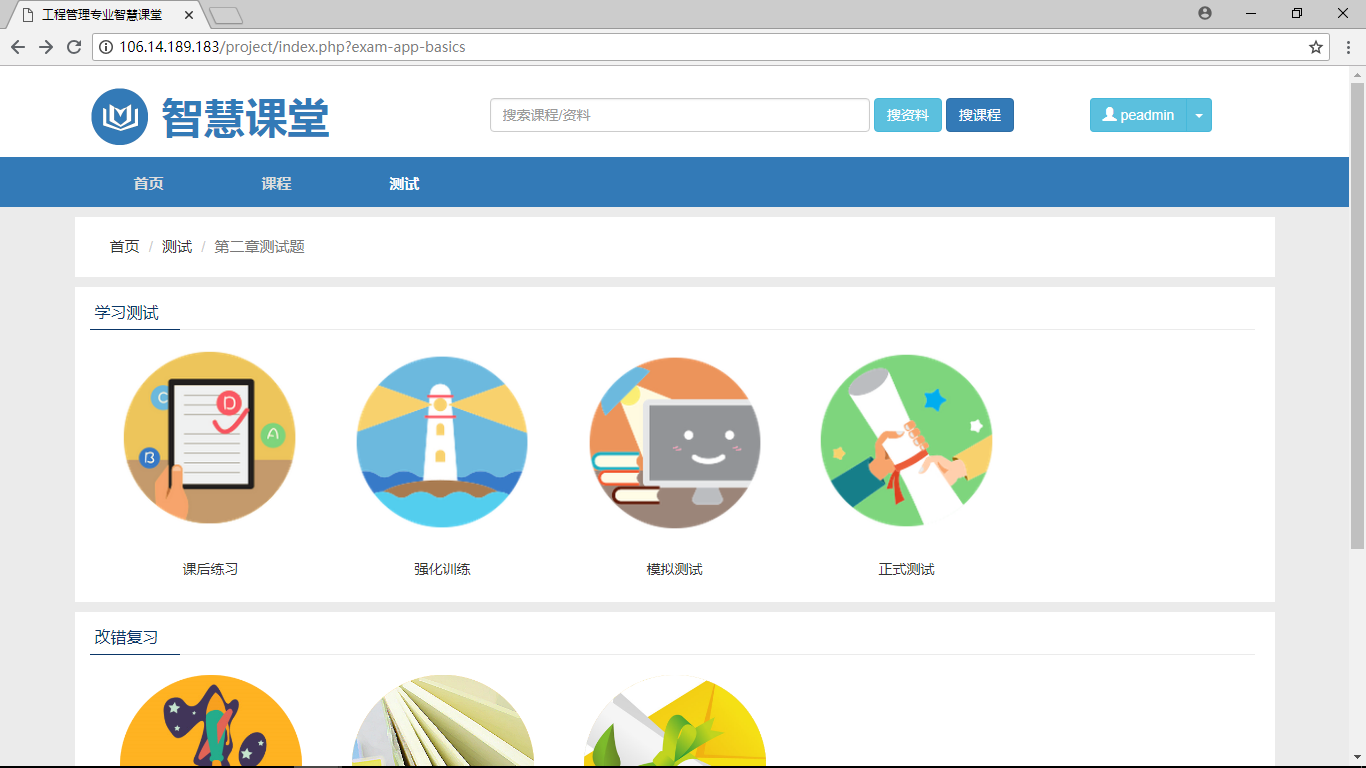 工程管理专业智慧课堂
106.14.189.183/project/index.php?exam-app-basics
智慧课堂
搜索课程/资料
搜资料
搜课程
peadmin
首页
课程
测试
首页 / 测试 / 第二章测试题
学习测试
C
D
A
B
课后练习
强化训练
模拟测试
正式测试
改错复习